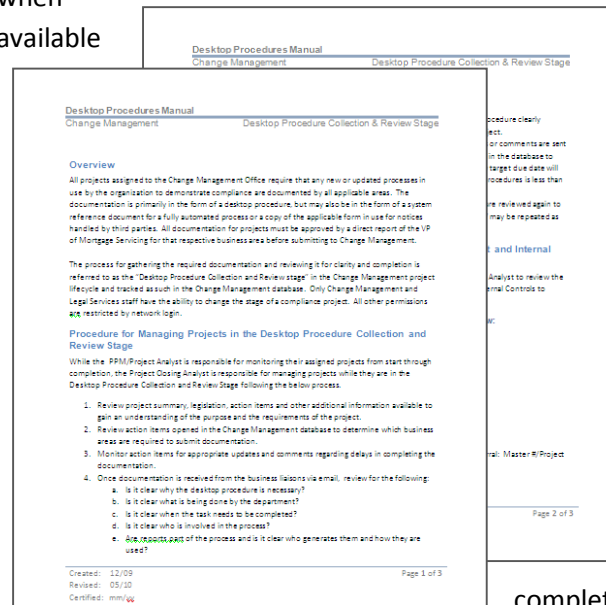 when
available
Desktop Procedures Manual
Change Management Desktop Procedure Collection & Review Stage
Desktop Procedures Manual
Change Management Desktop Procedure Collection & Review Stage
Overview
All projects assigned to the Change Management Office require that any new or updated processes in
use by the organization to demonstrate compliance are documented by all applicable areas. The
documentation is primarily in the form of a desktop procedure, but may also be in the form of a system
reference document for a fully automated process or a copy of the applicable form in use for notices
handled by third parties. All documentation for projects must be approved by a direct report of the VP
of Mortgage Servicing for that respective business area before submitting to Change Management.
The process for gathering the required documentation and reviewing it for clarity and completion is
referred to as the "Desktop Procedure Collection and Review stage" in the Change Management project
lifecycle and tracked as such in the Change Management database. Only Change Management and
Legal Services staff have the ability to change the stage of a compliance project. All other permissions
are restricted by network login.
Procedure for Managing Projects in the Desktop Procedure Collection and
Review Stage
While the PPM/Project Analyst is responsible for monitoring their assigned projects from start through
completion, the Project Closing Analyst is responsible for managing projects while they are in the
Desktop Procedure Collection and Review Stage following the below process.
1. Review project summary, legislation, action items and other additional information available to
gain an understanding of the purpose and the requirements of the project.
2. Review action items opened in the Change Management database to determine which business
areas are required to submit documentation.
3. Monitor action items for appropriate updates and comments regarding delays in completing the
documentation.
4. Once documentation is received from the business liaisons via email, review for the following:
a. Is it clear why the desktop procedure is necessary?
b. Is it clear what is being done by the department?
c. Is it clear when the task needs to be completed?
d. Is it clear who is involved in the process?
e. Are reports part of the process and is it clear who generates them and how they are
used?
Created: 12/09 Page 1 of 3
Revised: 05/10
Certified: mm/yy
ocedure clearly
ect.
or comments are sent
in the database to
target due date will
rocedures is less than
re reviewed again to
may be repeated as
t and Internal
Analyst to review the
ernal Controls to
w:
rral: Master #/Project
Page 2 of 3
complet